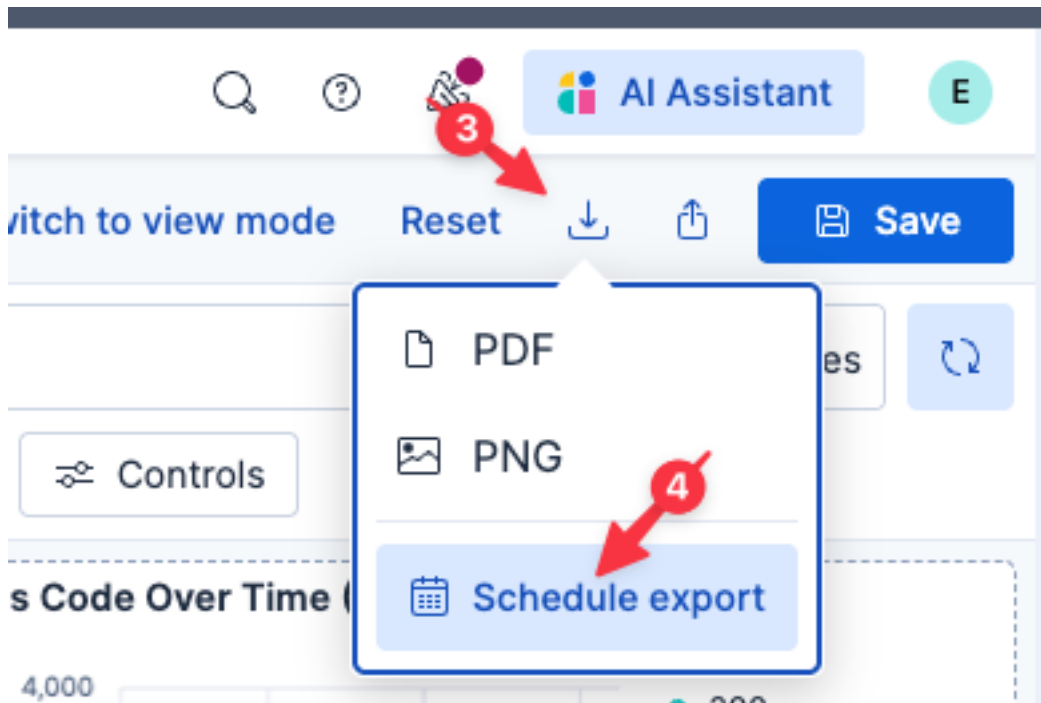 AI Assistant
E
3
vitch to view mode
Reset
Save
PDF
es
PNG
Controls
4
Schedule export
s Code Over Time (
4,000